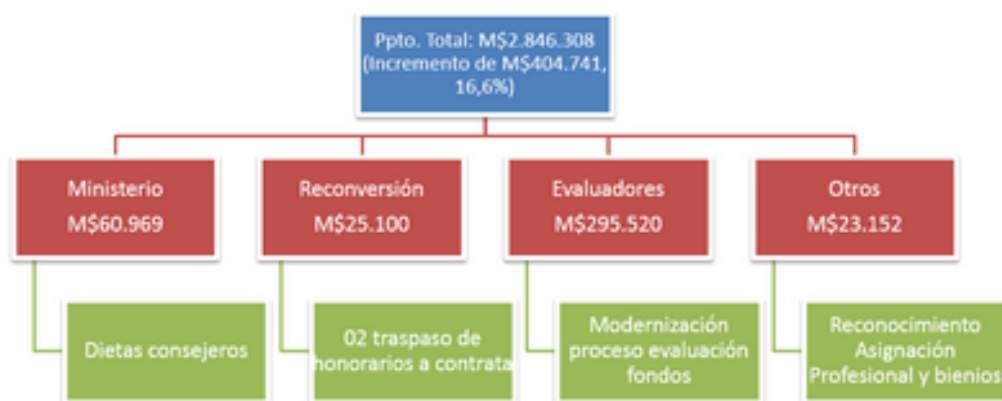 Ppto. Total: M$2.846.308
(Incremento de M$404.741,
16,6%)
Ministerio
M$60.969
Reconversión
M$25.100
Evaluadores
M$295.520
Otros
M$23.152
Dietas consejeros
02 traspaso de
honorarios a contrata
Modernización
proceso evaluación
fondos
Reconocimiento
Asignación
Profesional y bienios